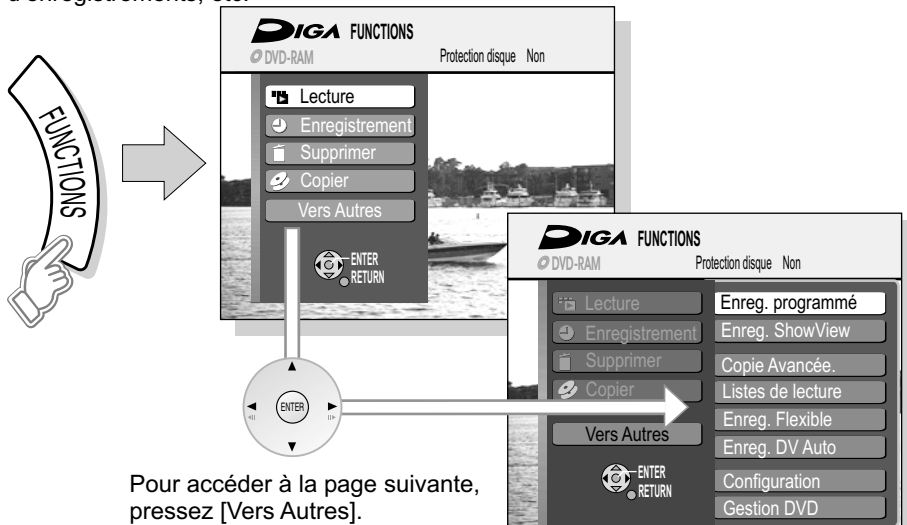 DIGA FUNCTIONS
DVD-RAM Protection disque Non
Lecture
Enregistrement
Supprimer
Copier
Vers Autres
ENTER
RETURN
FUNCTIONS
DIGA FUNCTIONS
DVD-RAM Protection disque Non
Lecture
Enregistrement
Supprimer
Copier
Vers Autres
ENTER
RETURN
Enreg. programmé
Enreg. ShowView
Copie Avancée.
Listes de lecture
Enreg. Flexible
Enreg. DV Auto
Configuration
Gestion DVD
ENTER
Pour accéder à la page suivante,
pressez [Vers Autres].